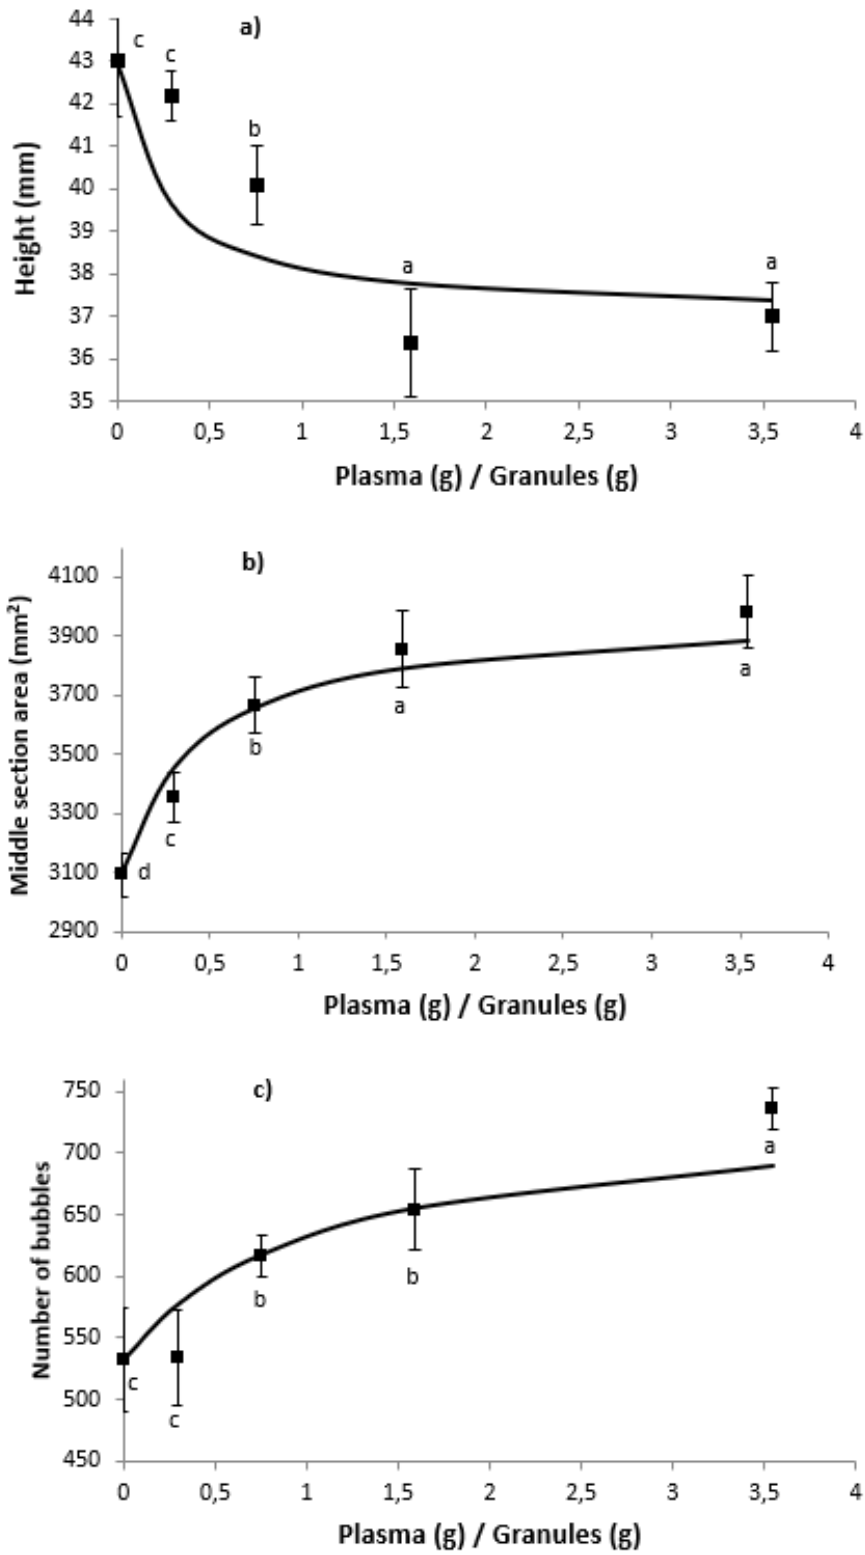 a)
44
43
42
41
40
39
38
37
36
35
Height (mm)
c
c
b
a
a
0 0,5 1 1,5 2 2,5 3 3,5 4
Plasma (g) / Granules (g)
b)
4100
3900
3700
3500
3300
3100
2900
Middle section area (mm²)
d
c
b
a
a
0 0,5 1 1,5 2 2,5 3 3,5 4
Plasma (g) / Granules (g)
c)
750
700
650
600
550
500
450
Number of bubbles
c
c
b
b
a
0 0,5 1 1,5 2 2,5 3 3,5 4
Plasma (g) / Granules (g)